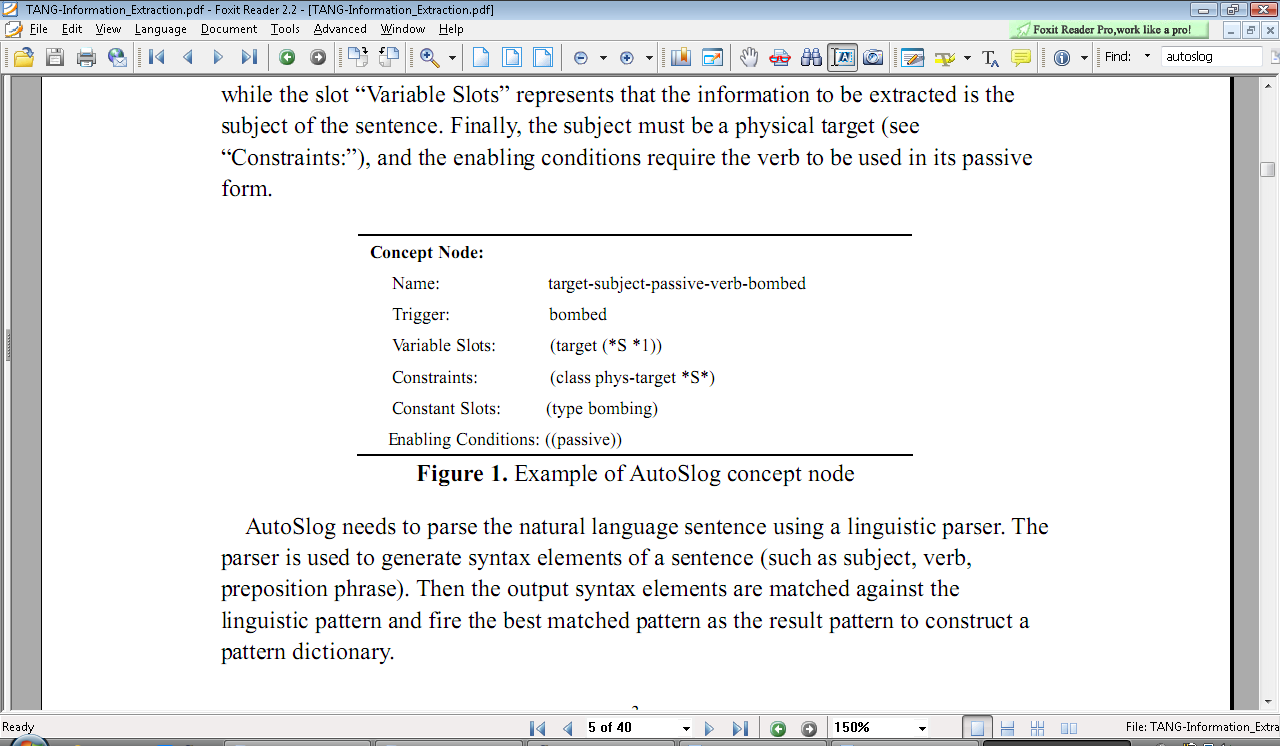 TANG-Information_Extraction.pdf - Foxit Reader 2.2 - [TANG-Information_Extraction.pdf]
File Edit View Language Document Tools Advanced Window Help
Foxit Reader Pro,work like a pro!
Find: autoslog
while the slot “Variable Slots” represents that the information to be extracted is the
subject of the sentence. Finally, the subject must be a physical target (see
“Constraints:”), and the enabling conditions require the verb to be used in its passive
form.
Concept Node:
Name: target-subject-passive-verb-bombed
Trigger: bombed
Variable Slots: (target (*S *1))
Constraints: (class phys-target *S*)
Constant Slots: (type bombing)
Enabling Conditions: ((passive))
Figure 1. Example of AutoSlog concept node
AutoSlog needs to parse the natural language sentence using a linguistic parser. The
parser is used to generate syntax elements of a sentence (such as subject, verb,
preposition phrase). Then the output syntax elements are matched against the
linguistic pattern and fire the best matched pattern as the result pattern to construct a
pattern dictionary.
Ready 5 of 40 150% File: TANG-Information_Extra